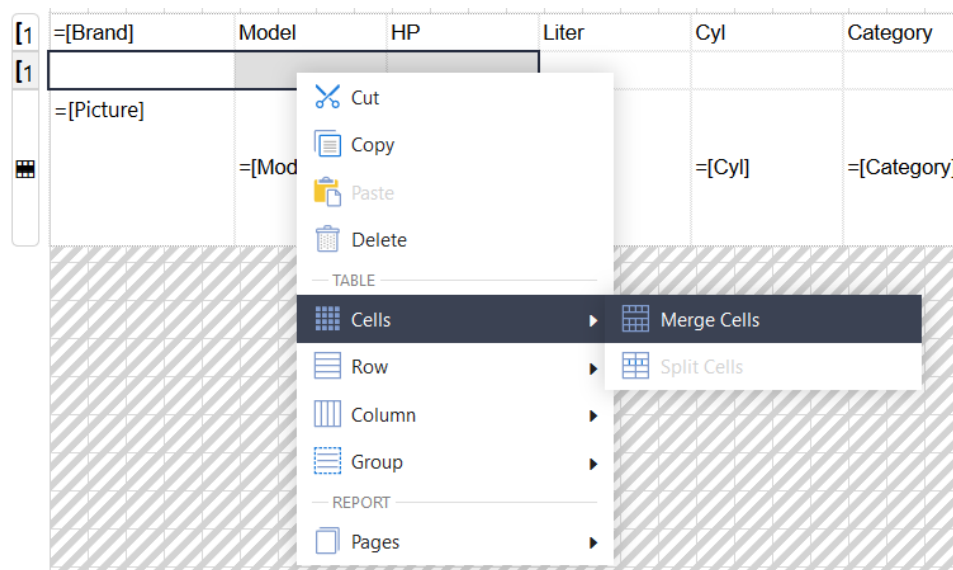 [1 =[Brand] Model HP Liter Cyl Category
[1
=[Picture]
=[Mod =[Cyl] =[Category]
Cut
Copy
Paste
Delete
TABLE
Cells Merge Cells
Row Split Cells
Column
Group
REPORT
Pages